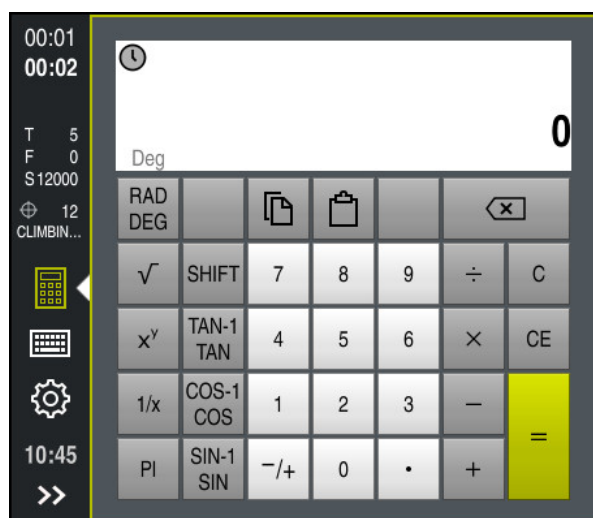 00:01
00:02
T 5
F 0
S12000
12
CLIMBIN...
10:45
>>
0
Deg
RAD
DEG
√ SHIFT 7 8 9 ÷ C
xʸ TAN-1
TAN 4 5 6 × CE
1/x COS-1
COS 1 2 3 −
PI SIN-1
SIN −/+ 0 • + =